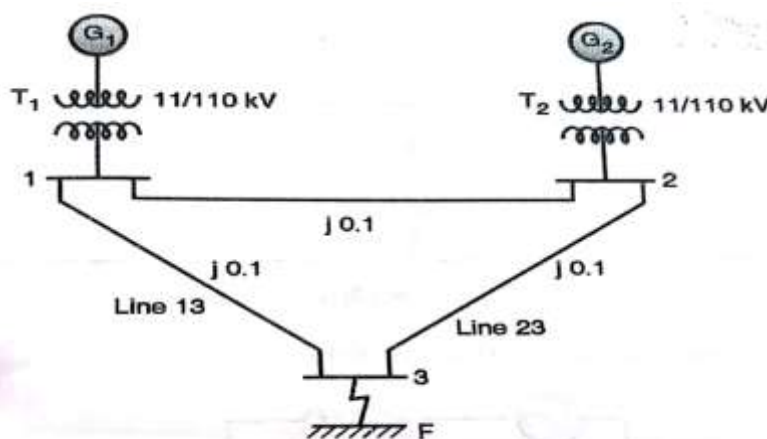 G₁
G₂
T₁ 11/110 kV
T₂ 11/110 kV
1
2
j 0.1
j 0.1
j 0.1
Line 13
Line 23
3
F